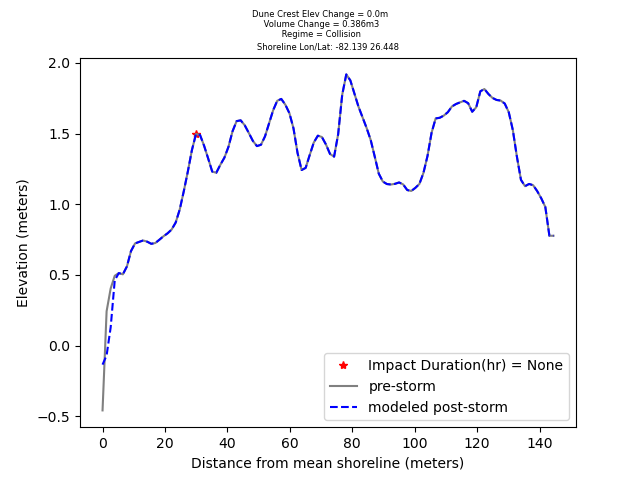 Dune Crest Elev Change = 0.0m
Volume Change = 0.386m3
Regime = Collision
Shoreline Lon/Lat: -82.139 26.448
2.0
1.5
1.0
0.5
0.0
−0.5
Elevation (meters)
Impact Duration(hr) = None
pre-storm
modeled post-storm
0 20 40 60 80 100 120 140
Distance from mean shoreline (meters)